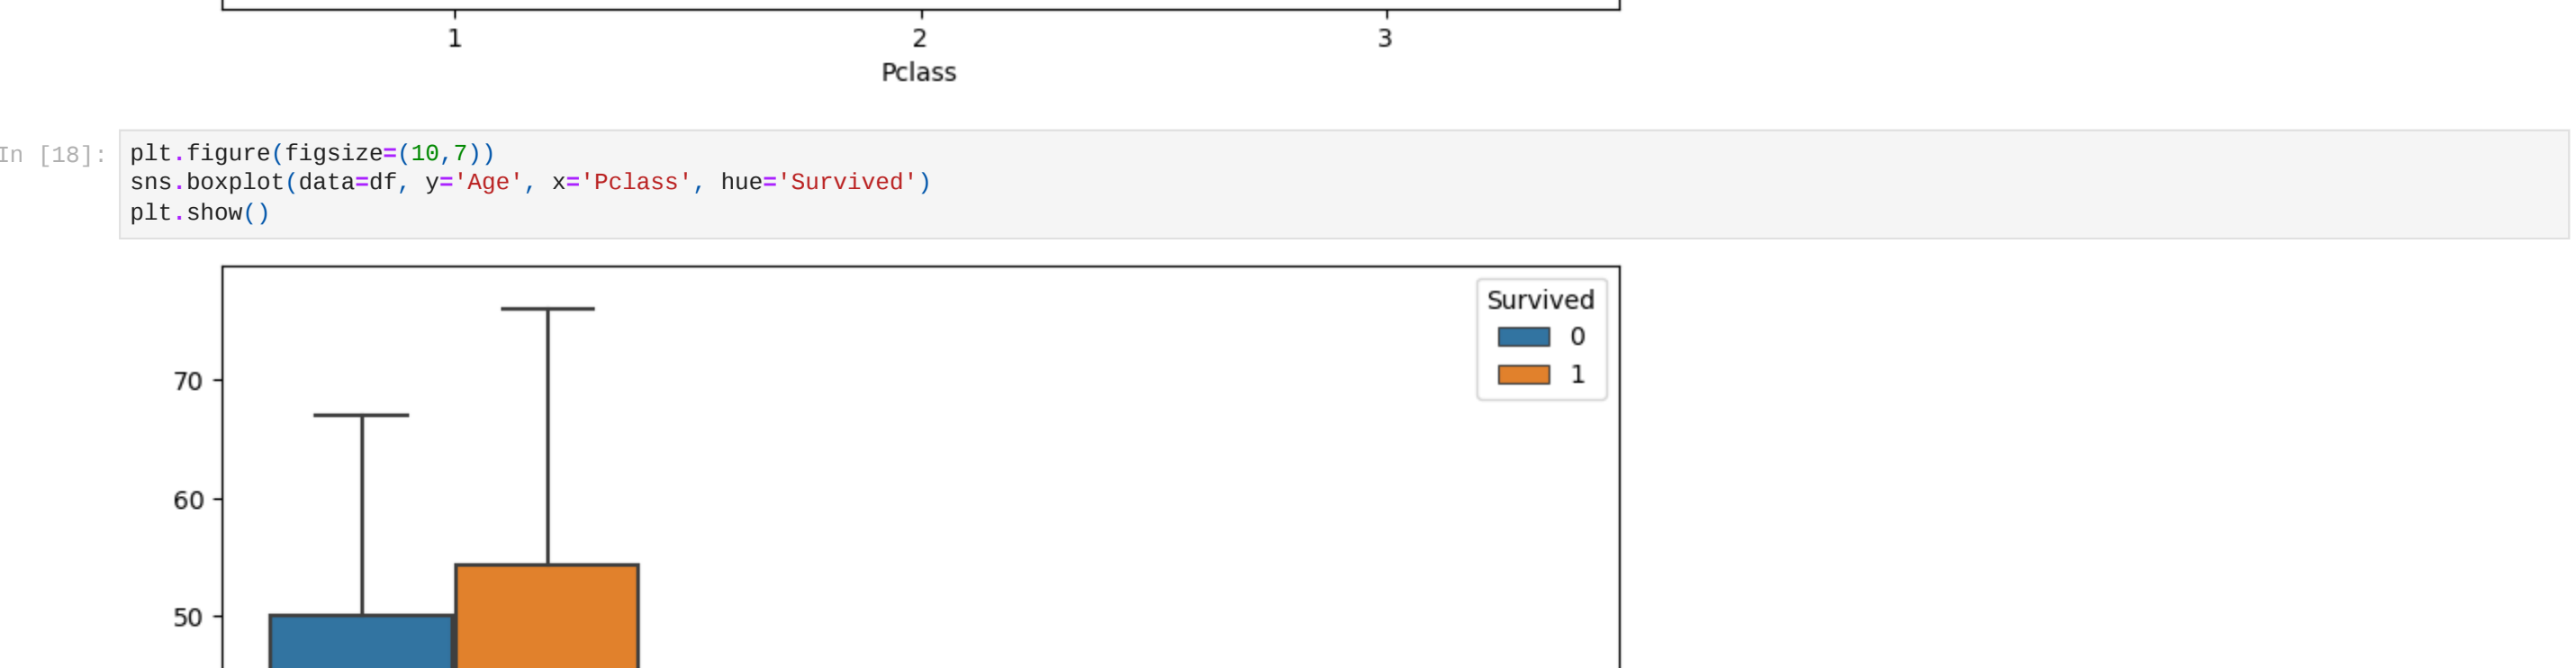 1 2 3
Pclass
In [18]:
plt.figure(figsize=(10,7))
sns.boxplot(data=df, y='Age', x='Pclass', hue='Survived')
plt.show()
Survived
0
1
70
60
50